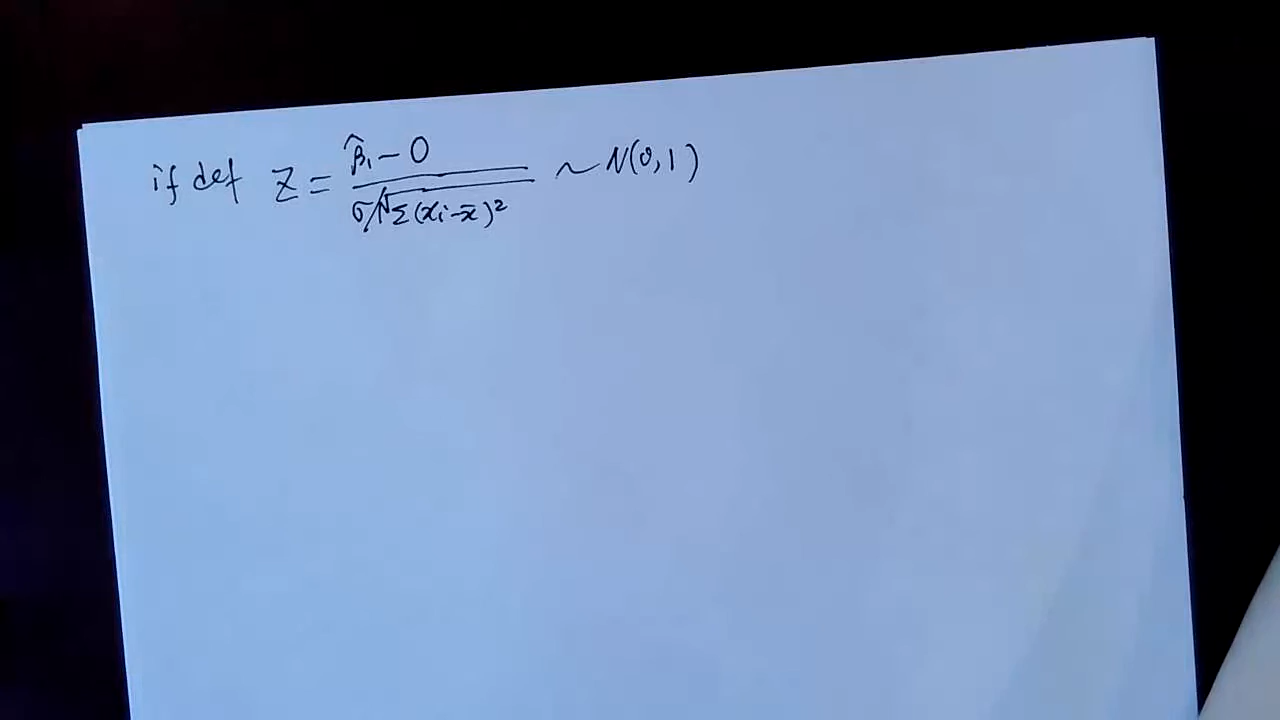 if def Z = (β̂₁ - 0) / (σ/√Σ(xᵢ-x̄)²) ~ N(0,1)